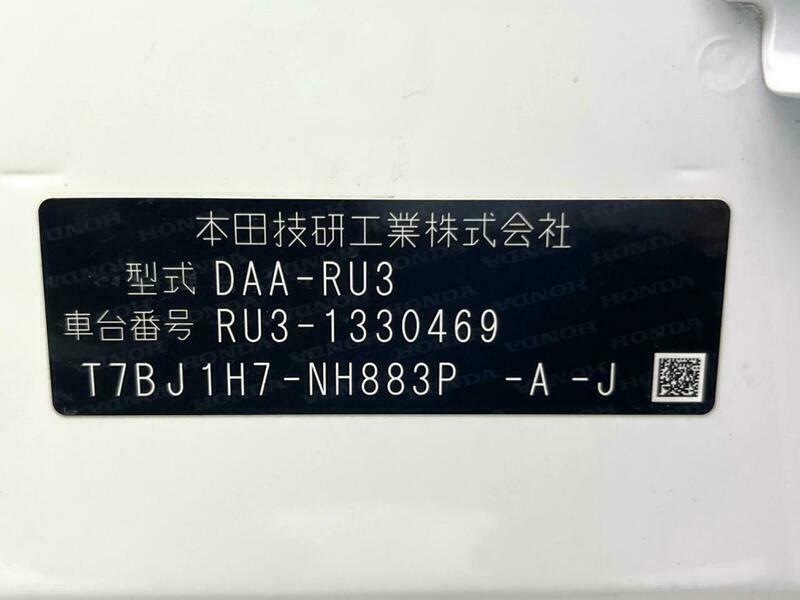 本田技研工業株式会社
型式 DAA-RU3
車台番号 RU3-1330469
T7BJ1H7-NH883P -A-J